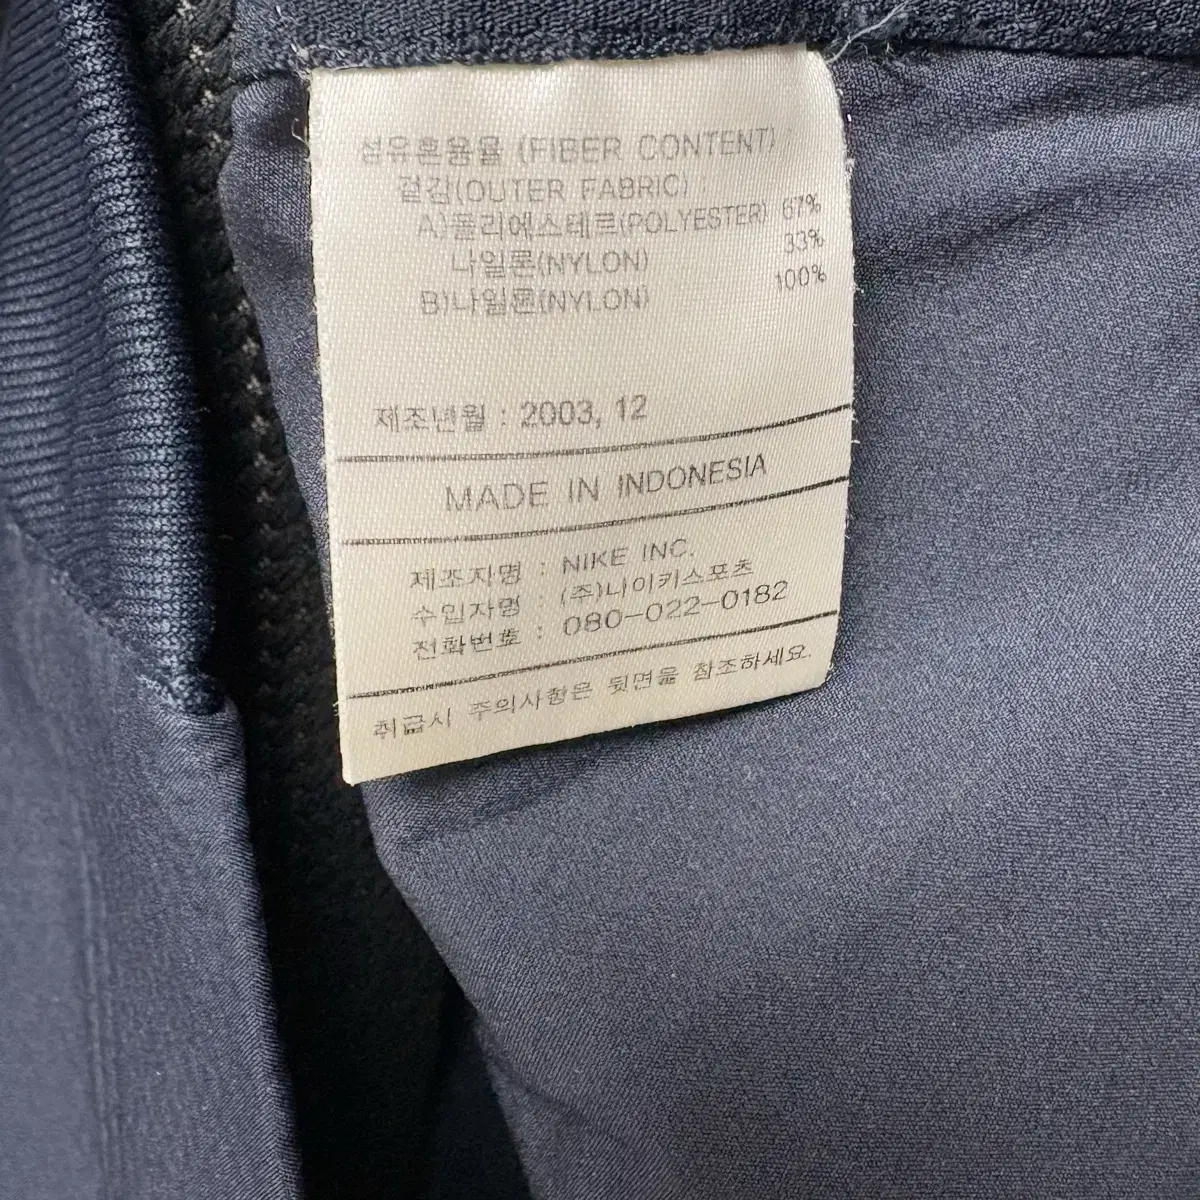 섬유혼용율 (FIBER CONTENT) :
겉감(OUTER FABRIC) :
A)폴리에스테르(POLYESTER) 67%
나일론(NYLON) 33%
B)나일론(NYLON) 100%
제조년월 : 2003, 12
MADE IN INDONESIA
제조자명 : NIKE INC.
수입자명 : (주)나이키스포츠
전화번호 : 080-022-0182
취급시 주의사항은 뒷면을 참조하세요.